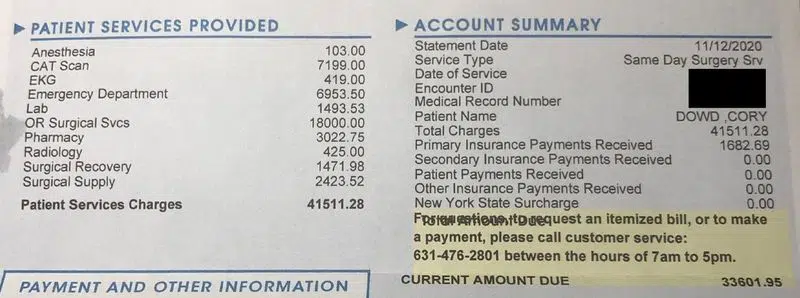 PATIENT SERVICES PROVIDED
Anesthesia 103.00
CAT Scan 7199.00
EKG 419.00
Emergency Department 6953.50
Lab 1493.53
OR Surgical Svcs 18000.00
Pharmacy 3022.75
Radiology 425.00
Surgical Recovery 1471.98
Surgical Supply 2423.52
Patient Services Charges 41511.28
PAYMENT AND OTHER INFORMATION
ACCOUNT SUMMARY
Statement Date 11/12/2020
Service Type Same Day Surgery Srv
Date of Service
Encounter ID
Medical Record Number
Patient Name DOWD ,CORY
Total Charges 41511.28
Primary Insurance Payments Received 1682.69
Secondary Insurance Payments Received 0.00
Patient Payments Received 0.00
Other Insurance Payments Received 0.00
New York State Surcharge 0.00
Total Amount Due
For questions, to request an itemized bill, or to make
a payment, please call customer service:
631-476-2801 between the hours of 7am to 5pm.
CURRENT AMOUNT DUE 33601.95